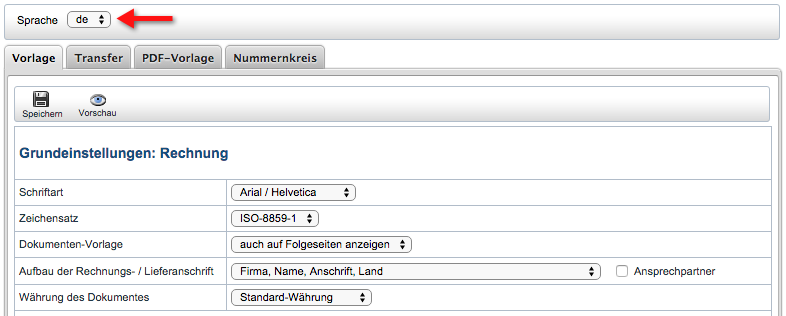 Sprache de
Vorlage Transfer PDF-Vorlage Nummernkreis
Speichern Vorschau
Grundeinstellungen: Rechnung
Schriftart Arial / Helvetica
Zeichensatz ISO-8859-1
Dokumenten-Vorlage auch auf Folgeseiten anzeigen
Aufbau der Rechnungs- / Lieferanschrift Firma, Name, Anschrift, Land Ansprechpartner
Währung des Dokumentes Standard-Währung